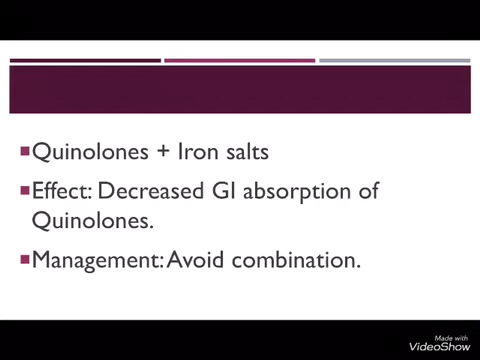 Quinolones + Iron salts
Effect: Decreased GI absorption of
Quinolones.
Management: Avoid combination.
Made with
VideoShow